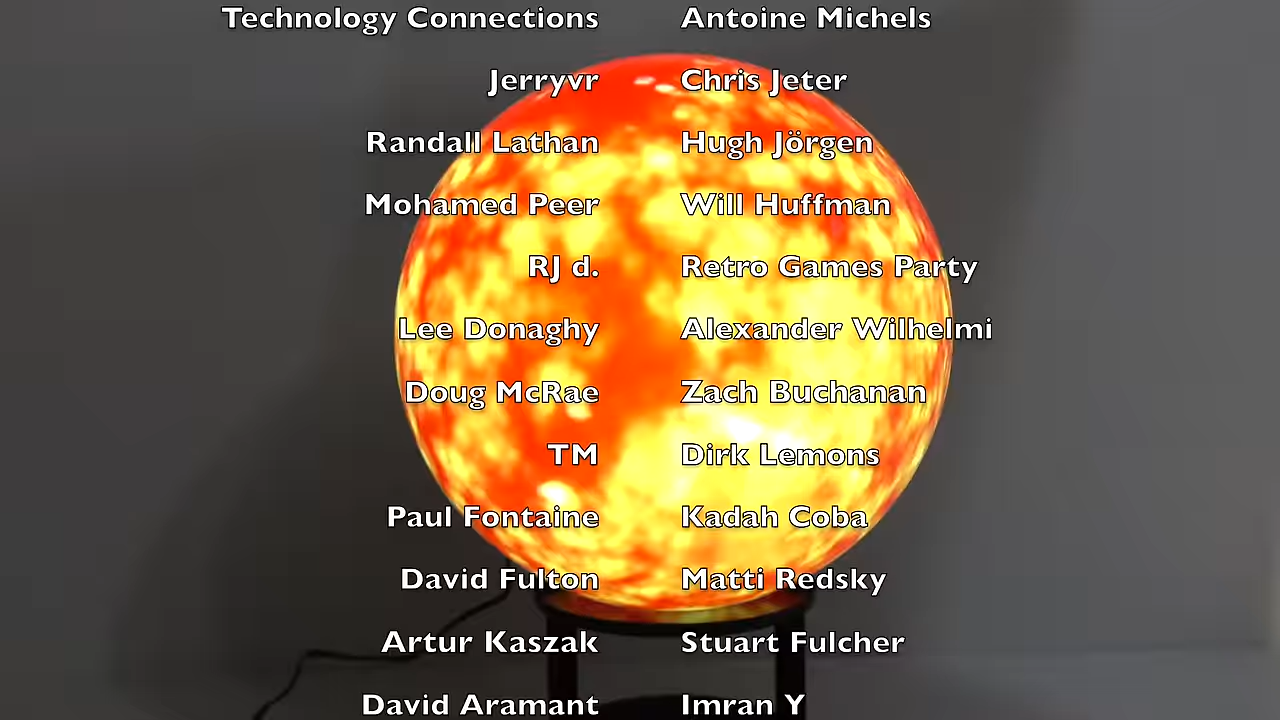 Technology Connections Antoine Michels
Jerryvr Chris Jeter
Randall Lathan Hugh Jörgen
Mohamed Peer Will Huffman
RJ d. Retro Games Party
Lee Donaghy Alexander Wilhelmi
Doug McRae Zach Buchanan
TM Dirk Lemons
Paul Fontaine Kadah Coba
David Fulton Matti Redsky
Artur Kaszak Stuart Fulcher
David Aramant Imran Y